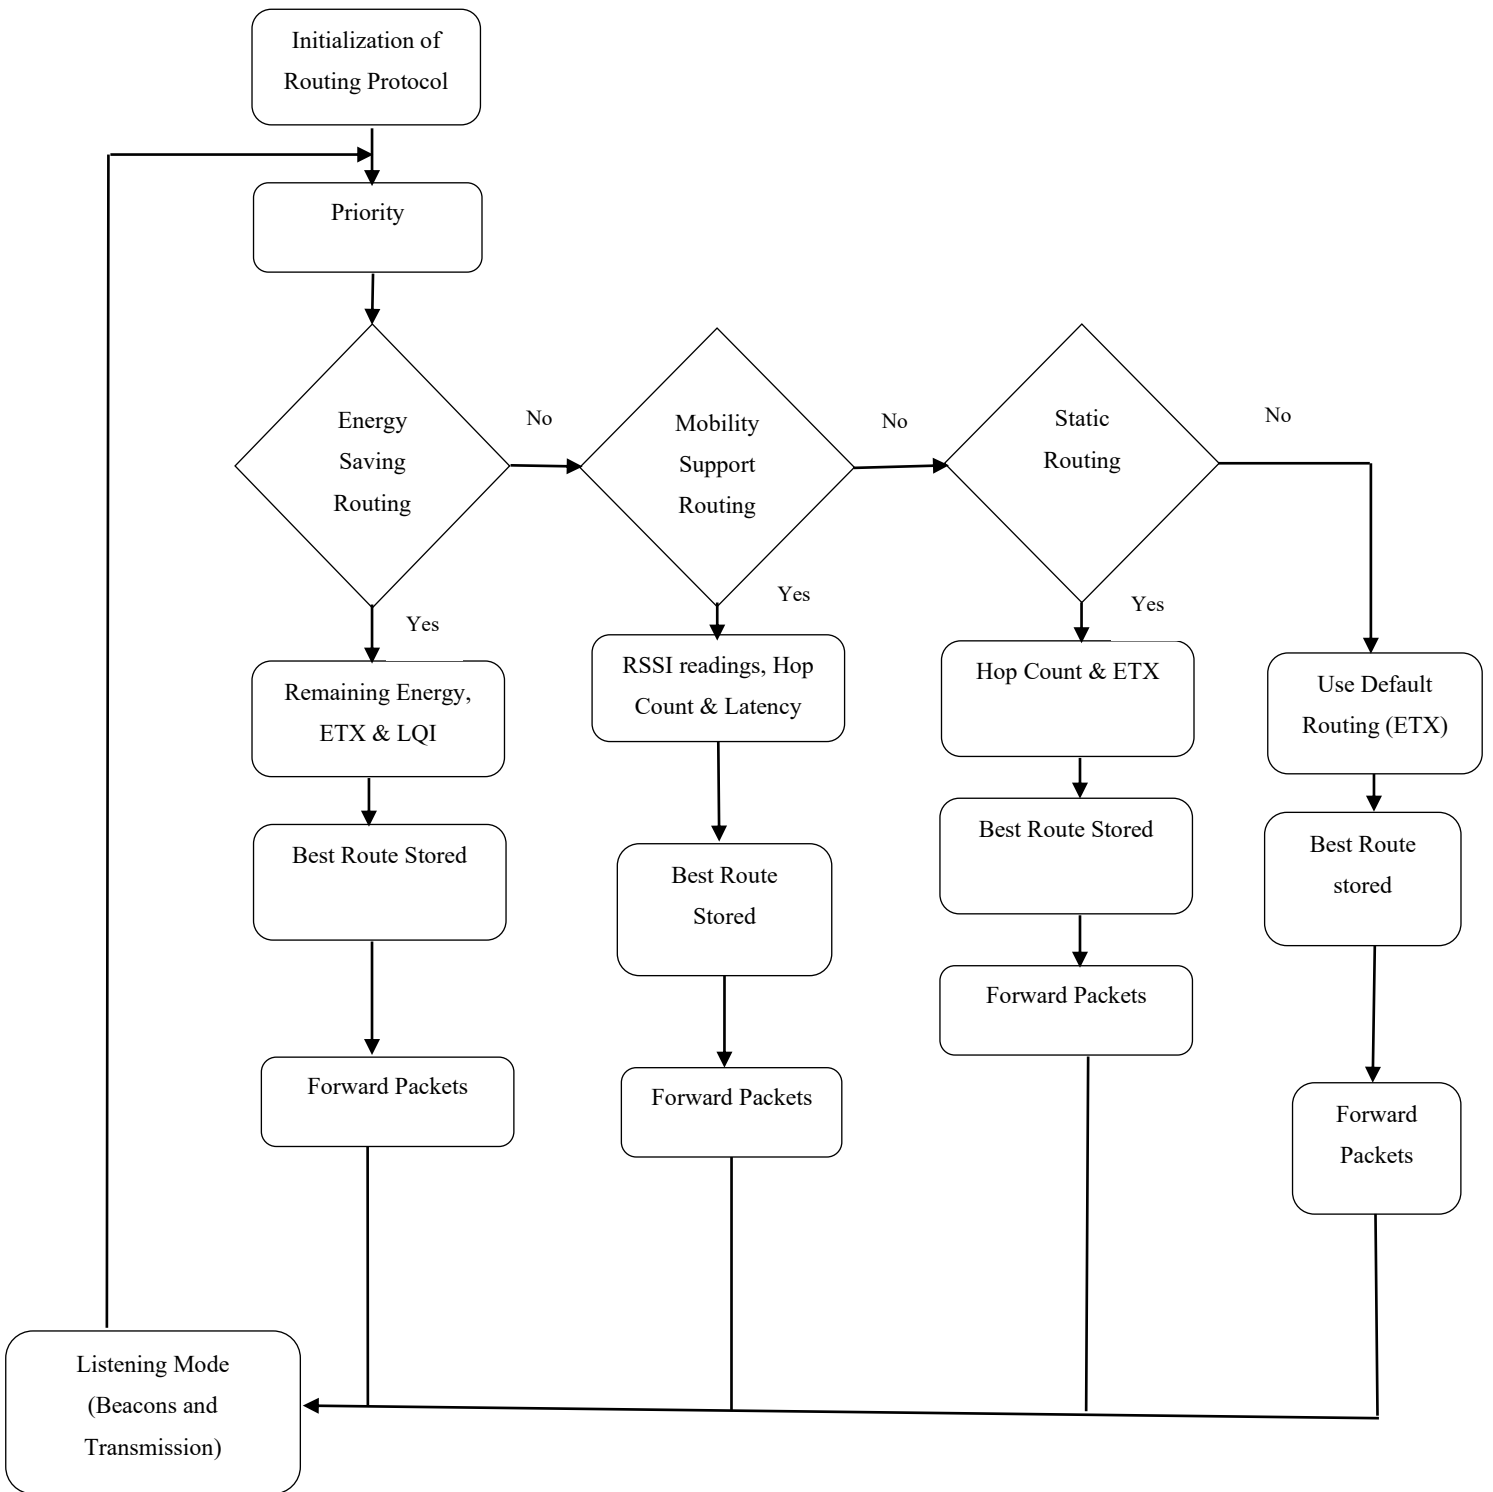 Initialization of
Routing Protocol
Priority
Energy
Saving
Routing
No
Mobility
Support
Routing
No
Static
Routing
No
Yes
Yes
Yes
Remaining Energy,
ETX & LQI
RSSI readings, Hop
Count & Latency
Hop Count & ETX
Use Default
Routing (ETX)
Best Route Stored
Best Route
Stored
Best Route Stored
Best Route
stored
Forward Packets
Forward Packets
Forward Packets
Forward
Packets
Listening Mode
(Beacons and
Transmission)